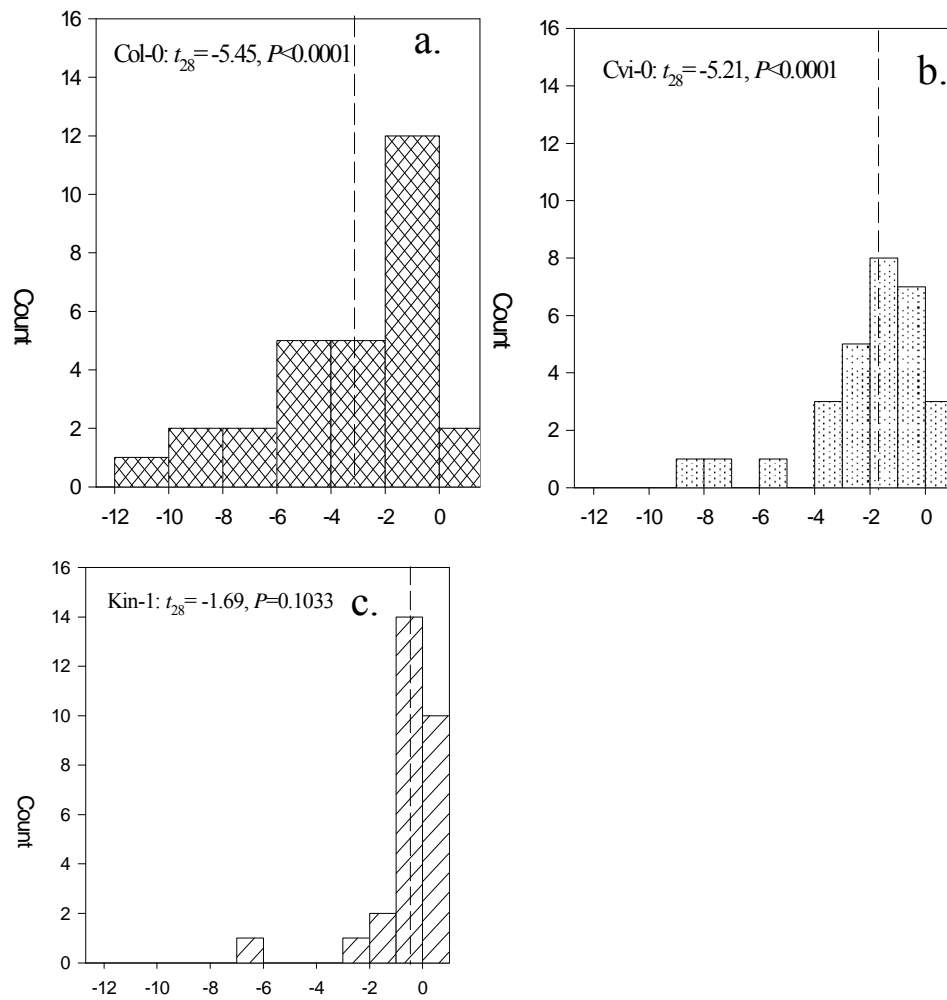 16
14
12
10
8
6
4
2
0
Count
Col-0: t28= -5.45, P<0.0001
a.
-12 -10 -8 -6 -4 -2 0
16
14
12
10
8
6
4
2
0
Count
Cvi-0: t28= -5.21, P<0.0001
b.
-12 -10 -8 -6 -4 -2 0
16
14
12
10
8
6
4
2
0
Count
Kin-1: t28= -1.69, P=0.1033
c.
-12 -10 -8 -6 -4 -2 0